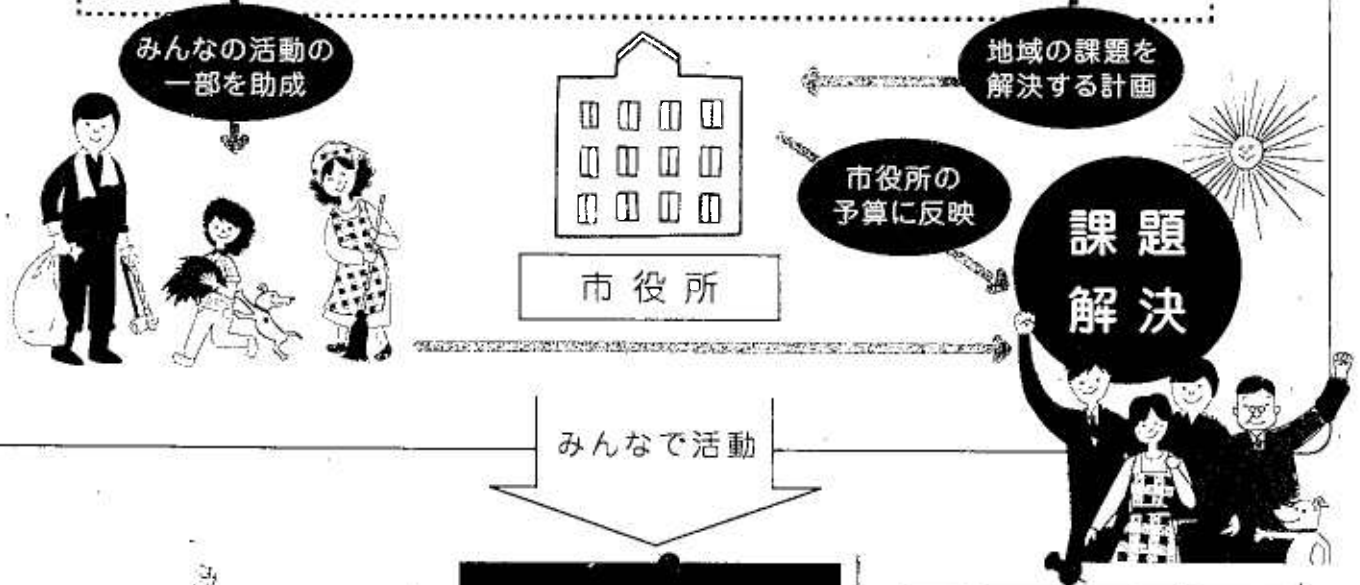 みんなの活動の
一部を助成
地域の課題を
解決する計画
市役所の
予算に反映
課題
解決
市役所
みんなで活動